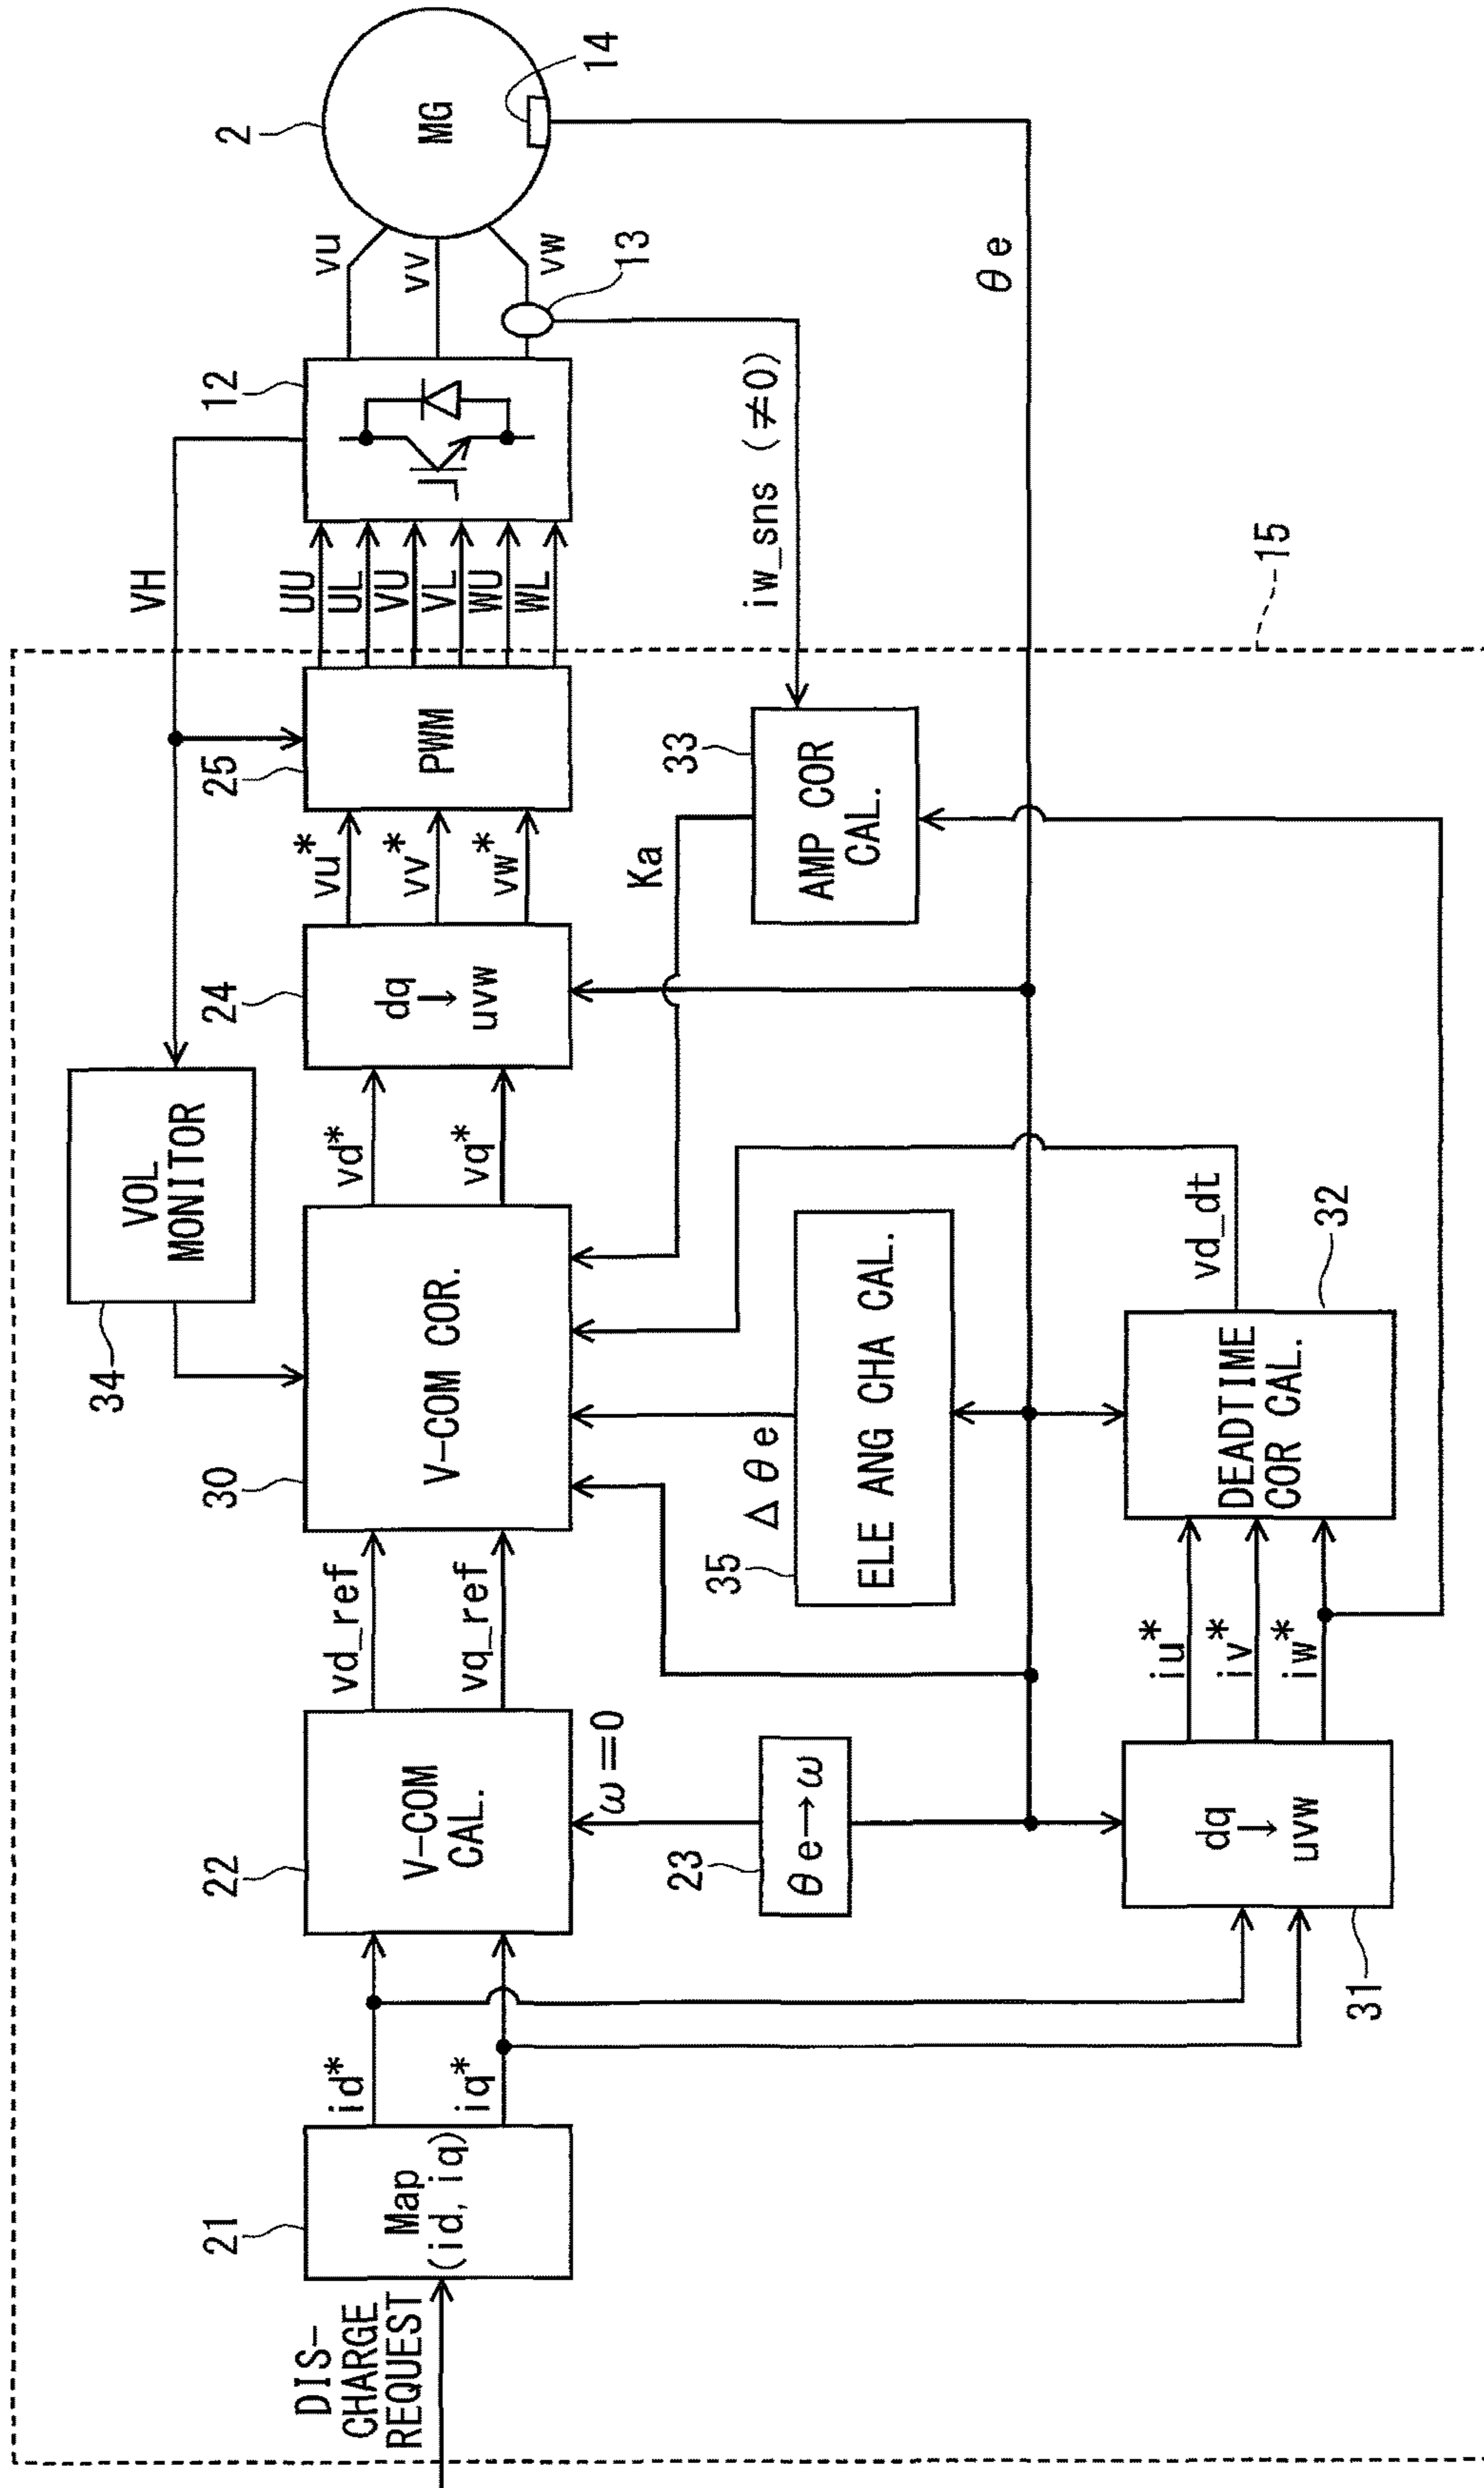 DIS-
CHARGE
REQUEST
21
Map
(id, iq)
id*
iq*
22
V-COM
CAL.
ω=0
23
θe→ω
vd_ref
vq_ref
30
V-COM COR.
34
VOL
MONITOR
vd*
vq*
24
dq
↓
uvw
vu*
vv*
vw*
25
PWM
VH
UU
UL
VU
VL
WU
WL
12
vu
vv
vw
2
MG
14
13
iw_sns (≠0)
θe
15
33
AMP COR
CAL.
Ka
35
ELE ANG CHA CAL.
Δθe
vd_dt
32
DEADTIME
COR CAL.
iu*
iv*
iw*
31
dq
↓
uvw